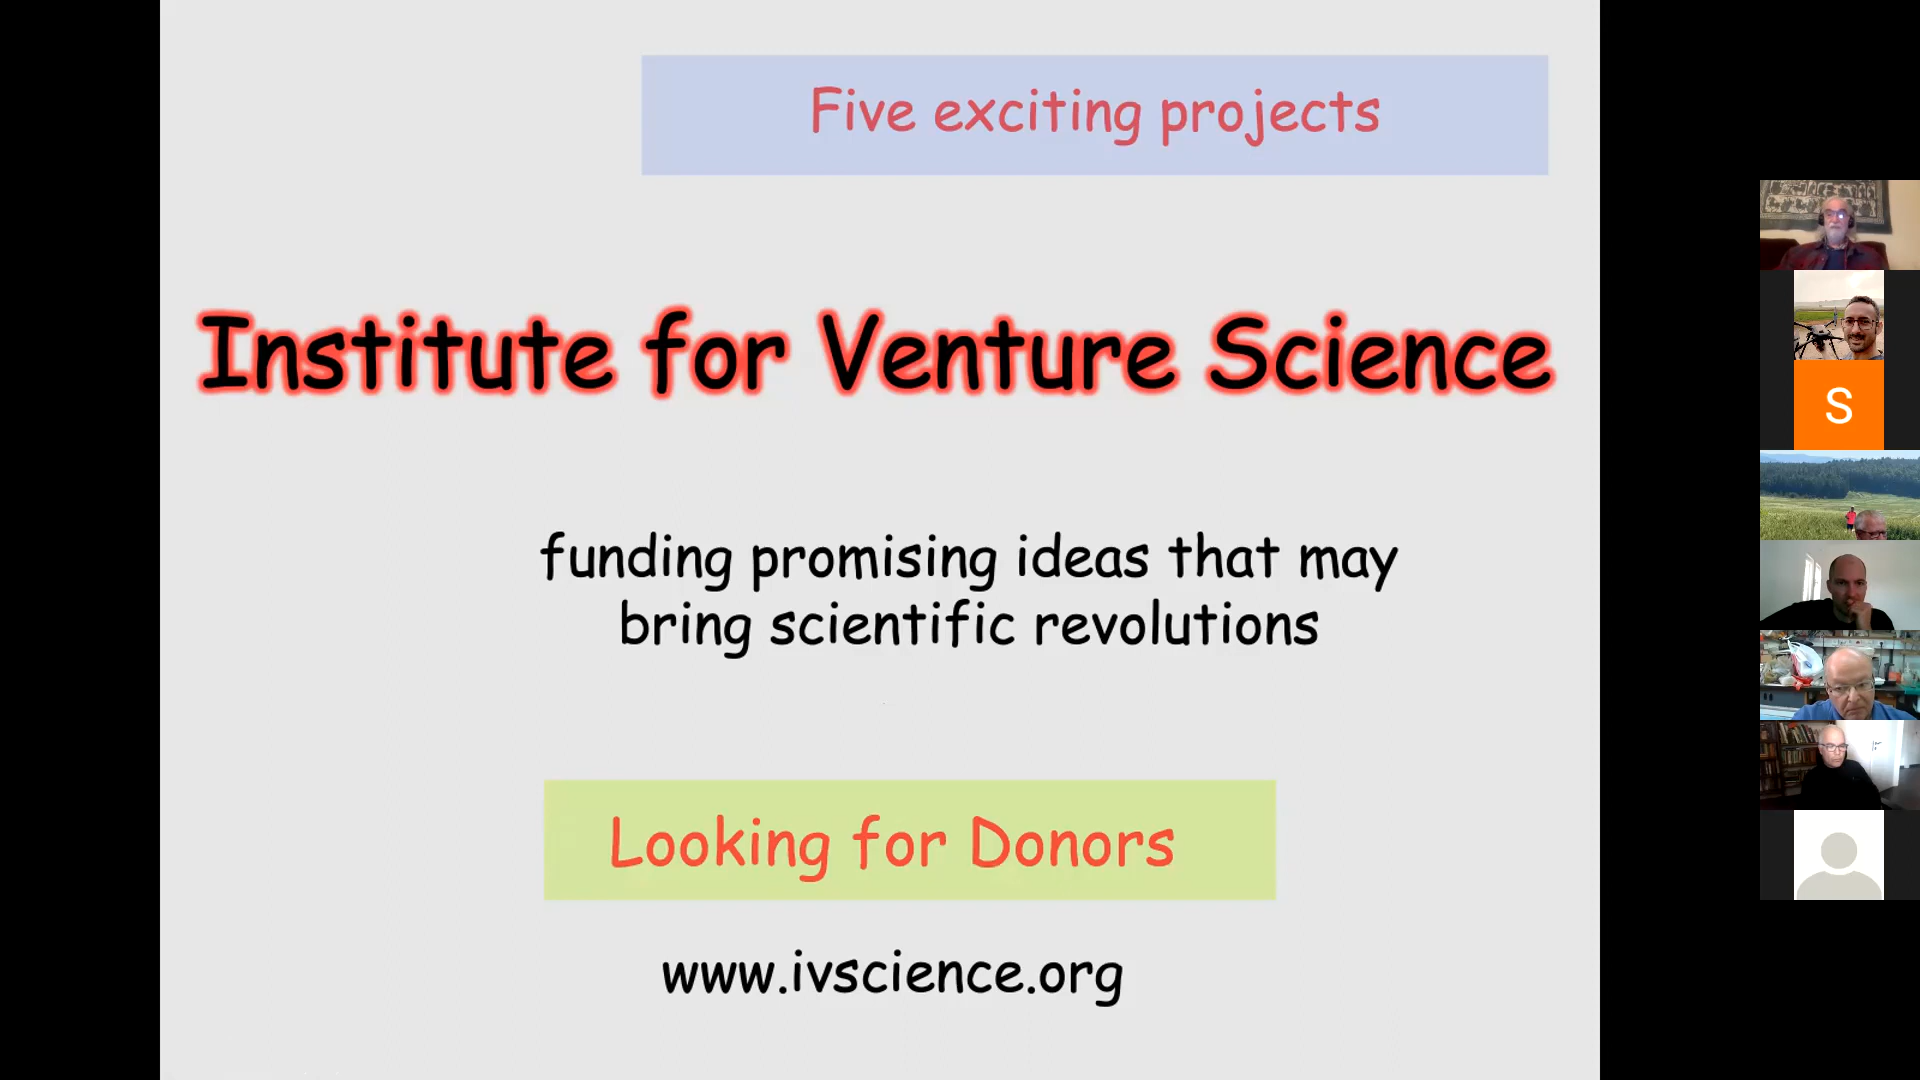 Five exciting projects
Institute for Venture Science
funding promising ideas that may
bring scientific revolutions
Looking for Donors
www.ivscience.org
S